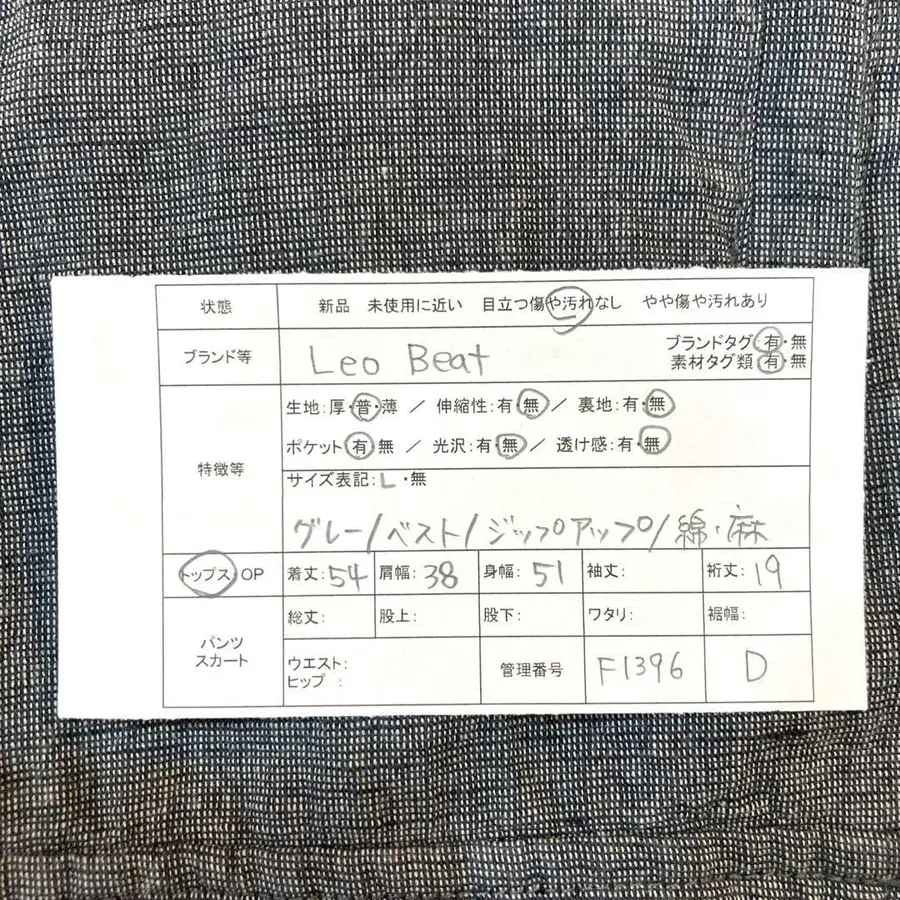 状態 新品 未使用に近い 目立つ傷や汚れなし やや傷や汚れあり
ブランド等 Leo Beat ブランドタグ:有・無
素材タグ類:有・無
特徴等 生地:厚・普・薄 / 伸縮性:有・無 / 裏地:有・無
ポケット:有・無 / 光沢:有・無 / 透け感:有・無
サイズ表記:L・無
グレー/ベスト/ジップアップ/綿・麻
トップス・OP 着丈:54 肩幅:38 身幅:51 袖丈: 裄丈:19
パンツ スカート 総丈: 股上: 股下: ワタリ: 裾幅:
ウエスト:
ヒップ : 管理番号 F1396 D